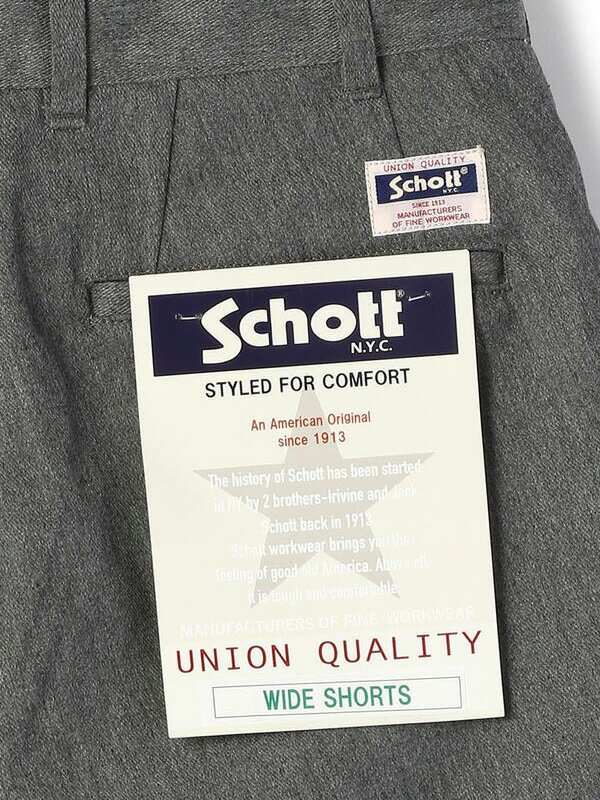 UNION QUALITY
Schott®
N.Y.C.
SINCE 1913
MANUFACTURERS
OF FINE WORKWEAR
Schott®
N.Y.C.
STYLED FOR COMFORT
An American Original
since 1913
The history of Schott has been started
in NY by 2 brothers-Irivine and Jack
Schott back in 1913
Schott workwear brings you the
feeling of good old America. Above all,
it is tough and comfortable.
MANUFACTURERS OF FINE WORKWEAR
UNION QUALITY
WIDE SHORTS